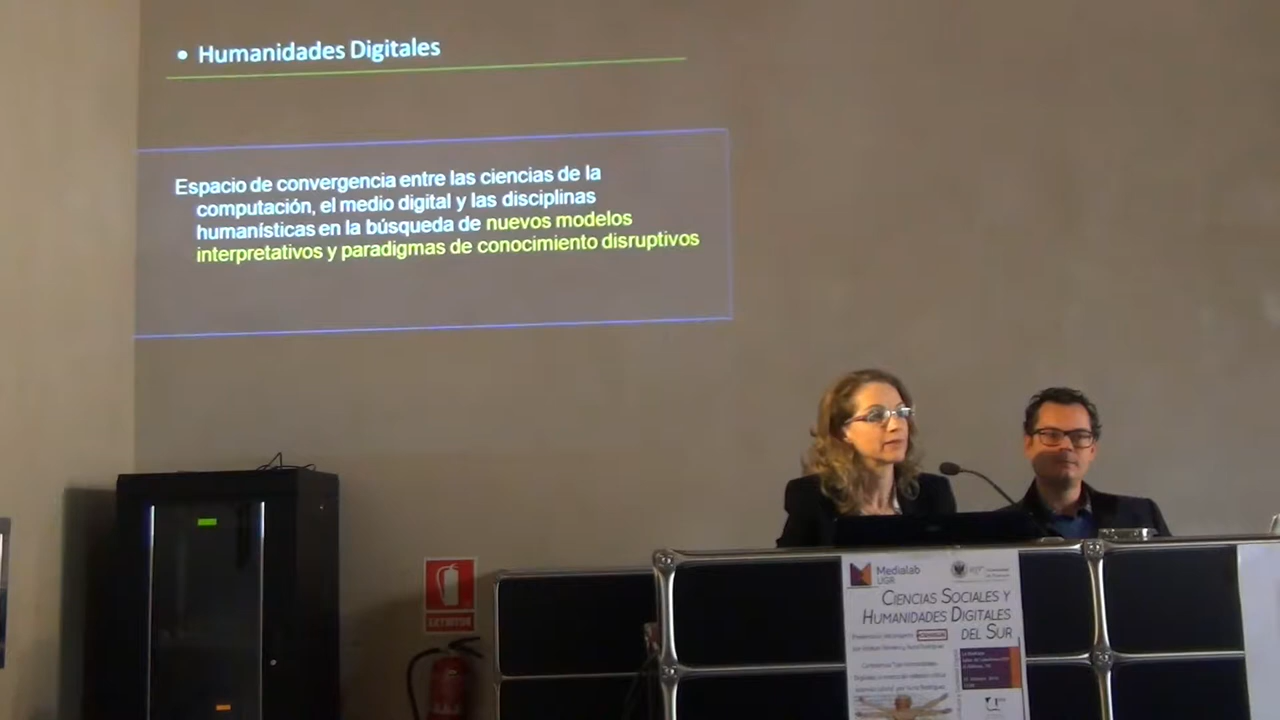 • Humanidades Digitales
Espacio de convergencia entre las ciencias de la
computación, el medio digital y las disciplinas
humanísticas en la búsqueda de nuevos modelos
interpretativos y paradigmas de conocimiento disruptivos
EXTINTOR
Medialab
UGR
CIENCIAS SOCIALES Y
HUMANIDADES DIGITALES
DEL SUR